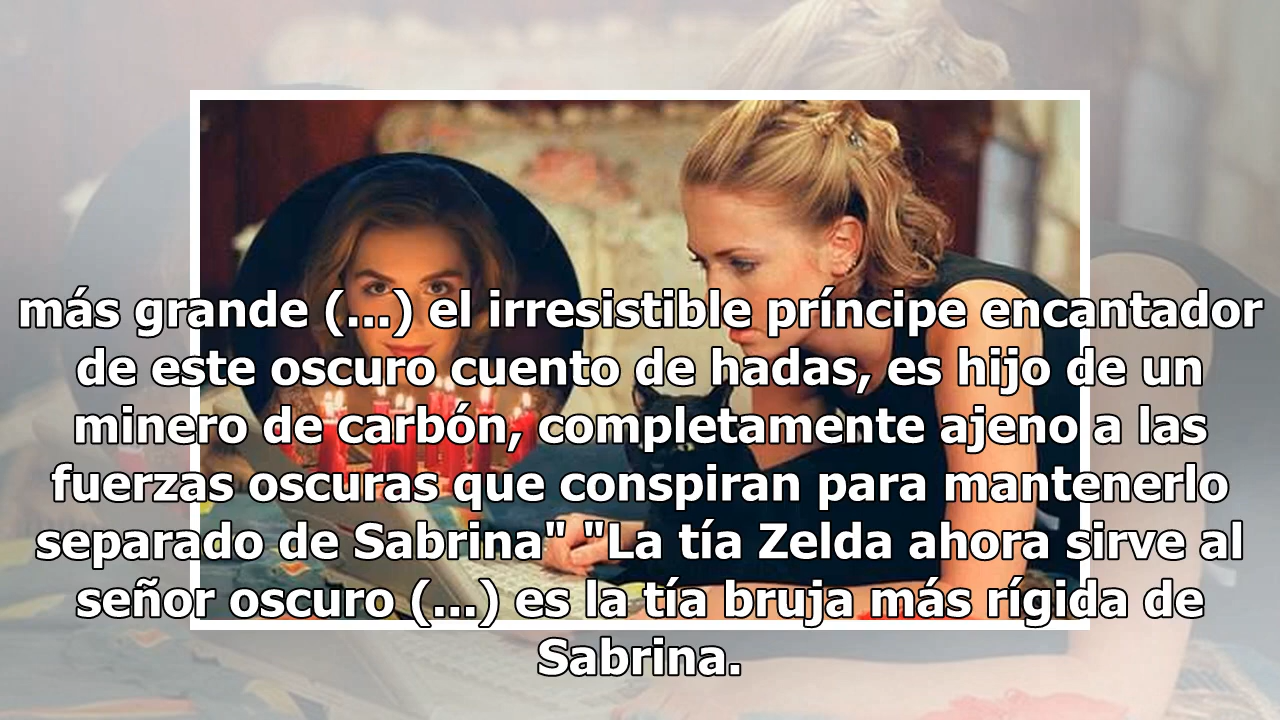 más grande (...) el irresistible príncipe encantador
de este oscuro cuento de hadas, es hijo de un
minero de carbón, completamente ajeno a las
fuerzas oscuras que conspiran para mantenerlo
separado de Sabrina" "La tía Zelda ahora sirve al
señor oscuro (...) es la tía bruja más rígida de
Sabrina.